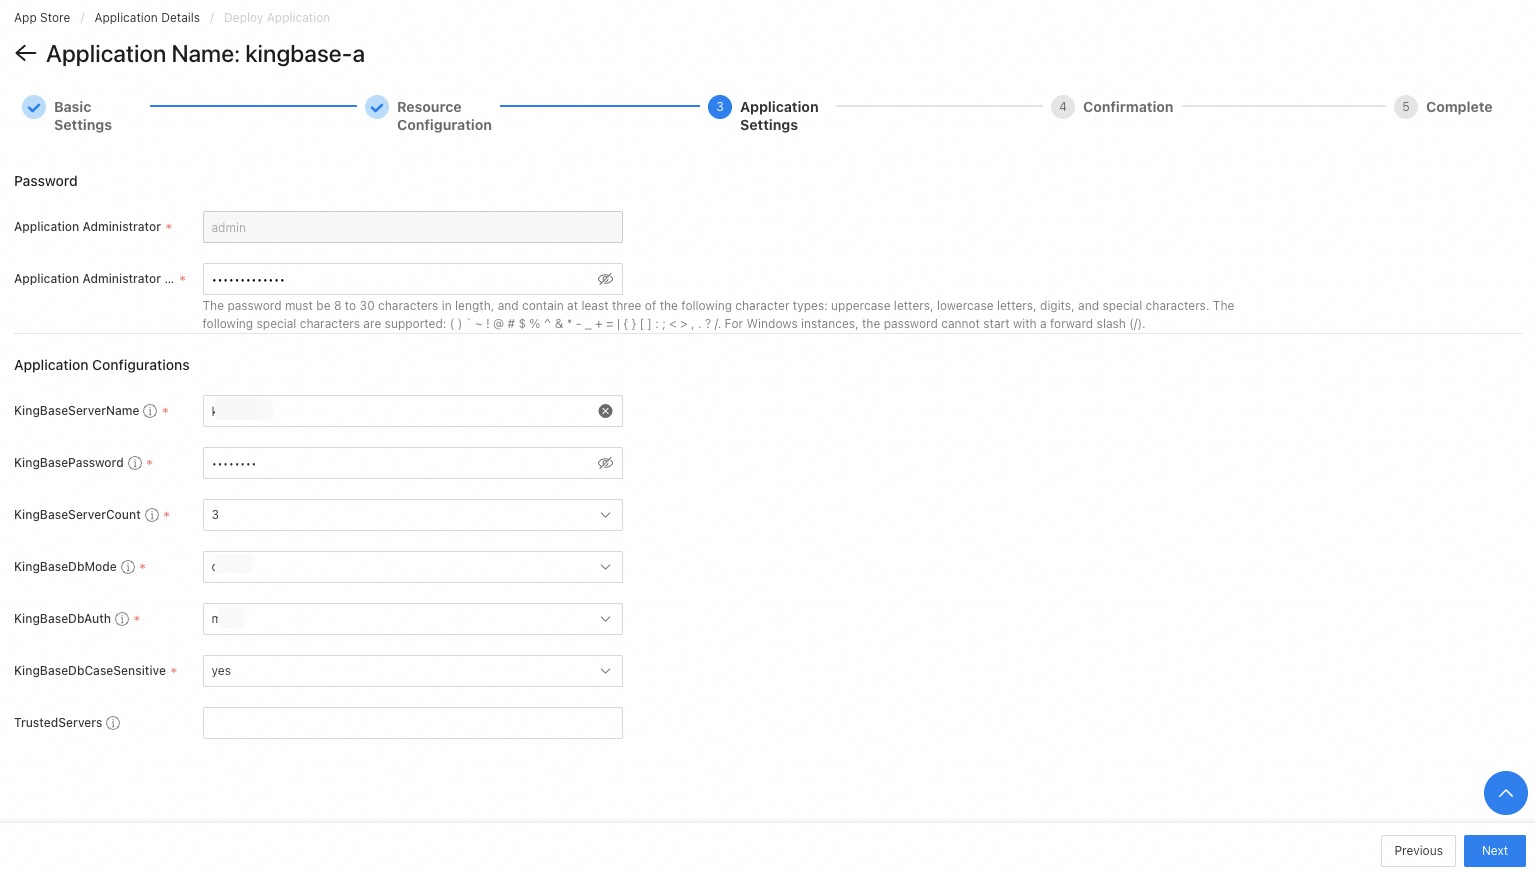 App Store / Application Details / Deploy Application
Application Name: kingbase-a
Basic Settings
Resource Configuration
3 Application Settings
4 Confirmation
5 Complete
Password
Application Administrator *
admin
Application Administrator ... *
•••••••••••••
The password must be 8 to 30 characters in length, and contain at least three of the following character types: uppercase letters, lowercase letters, digits, and special characters. The
following special characters are supported: ( ) ` ~ ! @ # $ % ^ & * - _ + = | { } [ ] : ; < > , . ? /. For Windows instances, the password cannot start with a forward slash (/).
Application Configurations
KingBaseServerName *
KingBasePassword *
••••••••
KingBaseServerCount *
3
KingBaseDbMode *
KingBaseDbAuth *
KingBaseDbCaseSensitive *
yes
TrustedServers
Previous
Next